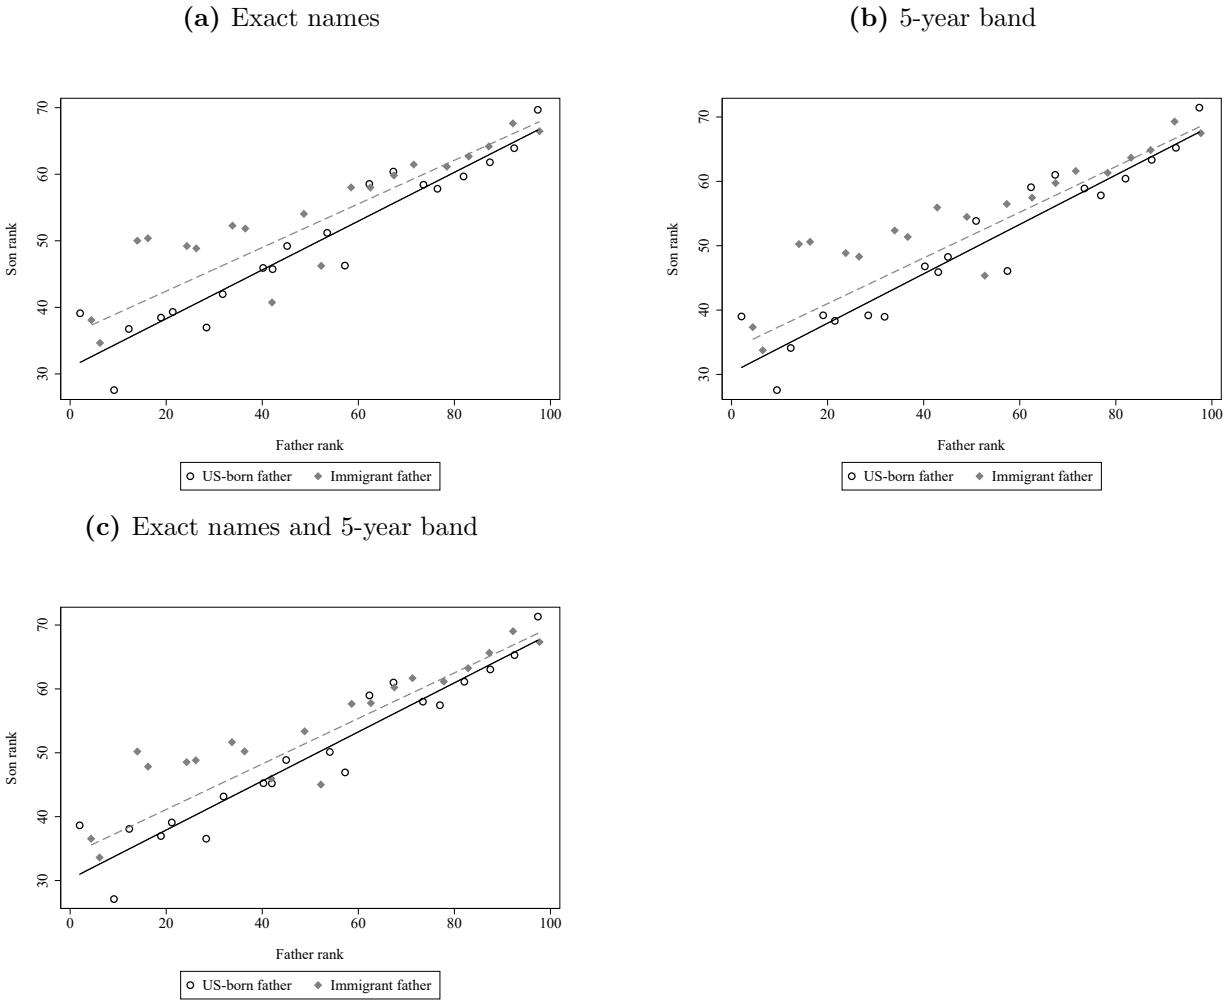 (a) Exact names
70
60
50
40
30
Son rank
0 20 40 60 80 100
Father rank
US-born father Immigrant father
(b) 5-year band
70
60
50
40
30
Son rank
0 20 40 60 80 100
Father rank
US-born father Immigrant father
(c) Exact names and 5-year band
70
60
50
40
30
Son rank
0 20 40 60 80 100
Father rank
US-born father Immigrant father